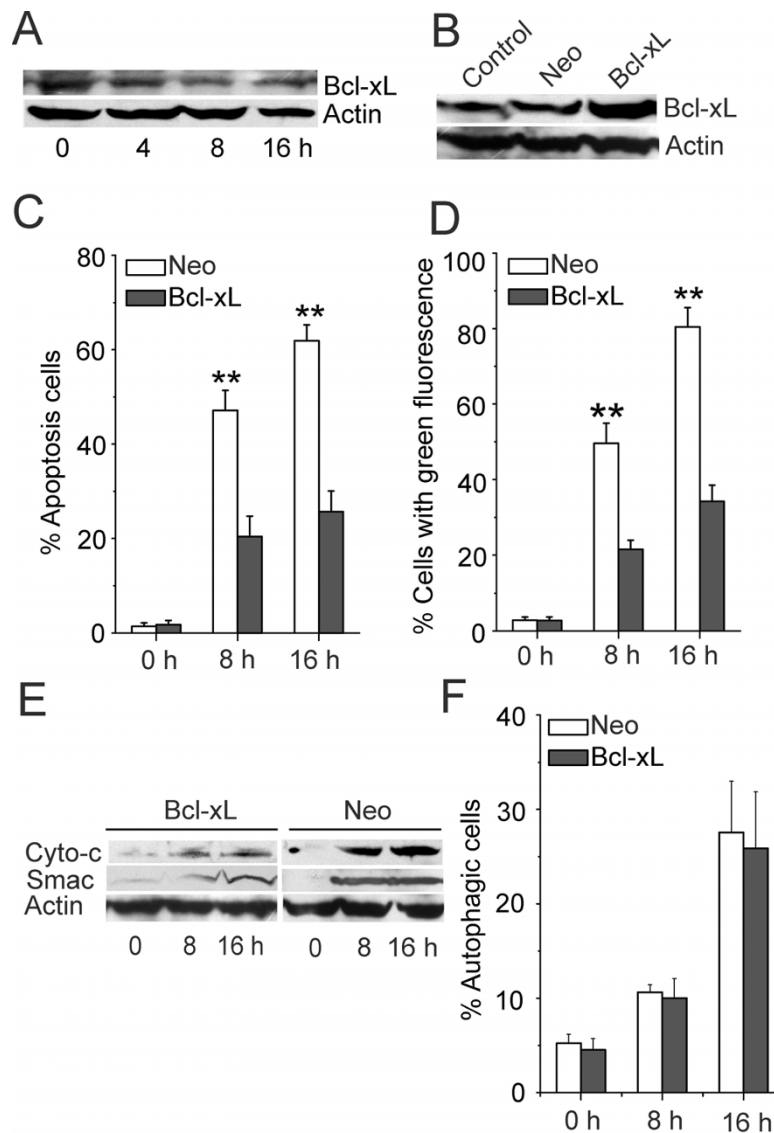 A
Bcl-xL
Actin
0 4 8 16 h
B
Control Neo Bcl-xL
Bcl-xL
Actin
C
80
60
40
20
0
% Apoptosis cells
Neo
Bcl-xL
**
**
0 h 8 h 16 h
D
100
80
60
40
20
0
% Cells with green fluorescence
Neo
Bcl-xL
**
**
0 h 8 h 16 h
E
Bcl-xL Neo
Cyto-c
Smac
Actin
0 8 16 h 0 8 16 h
F
40
30
20
10
0
% Autophagic cells
Neo
Bcl-xL
0 h 8 h 16 h